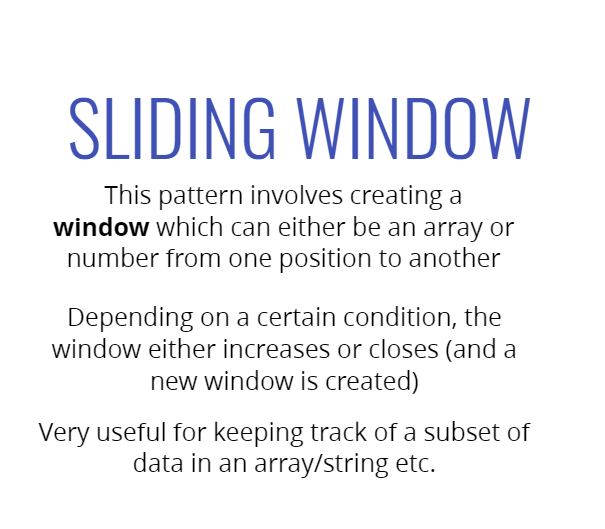 SLIDING WINDOW
This pattern involves creating a
window which can either be an array or
number from one position to another
Depending on a certain condition, the
window either increases or closes (and a
new window is created)
Very useful for keeping track of a subset of
data in an array/string etc.